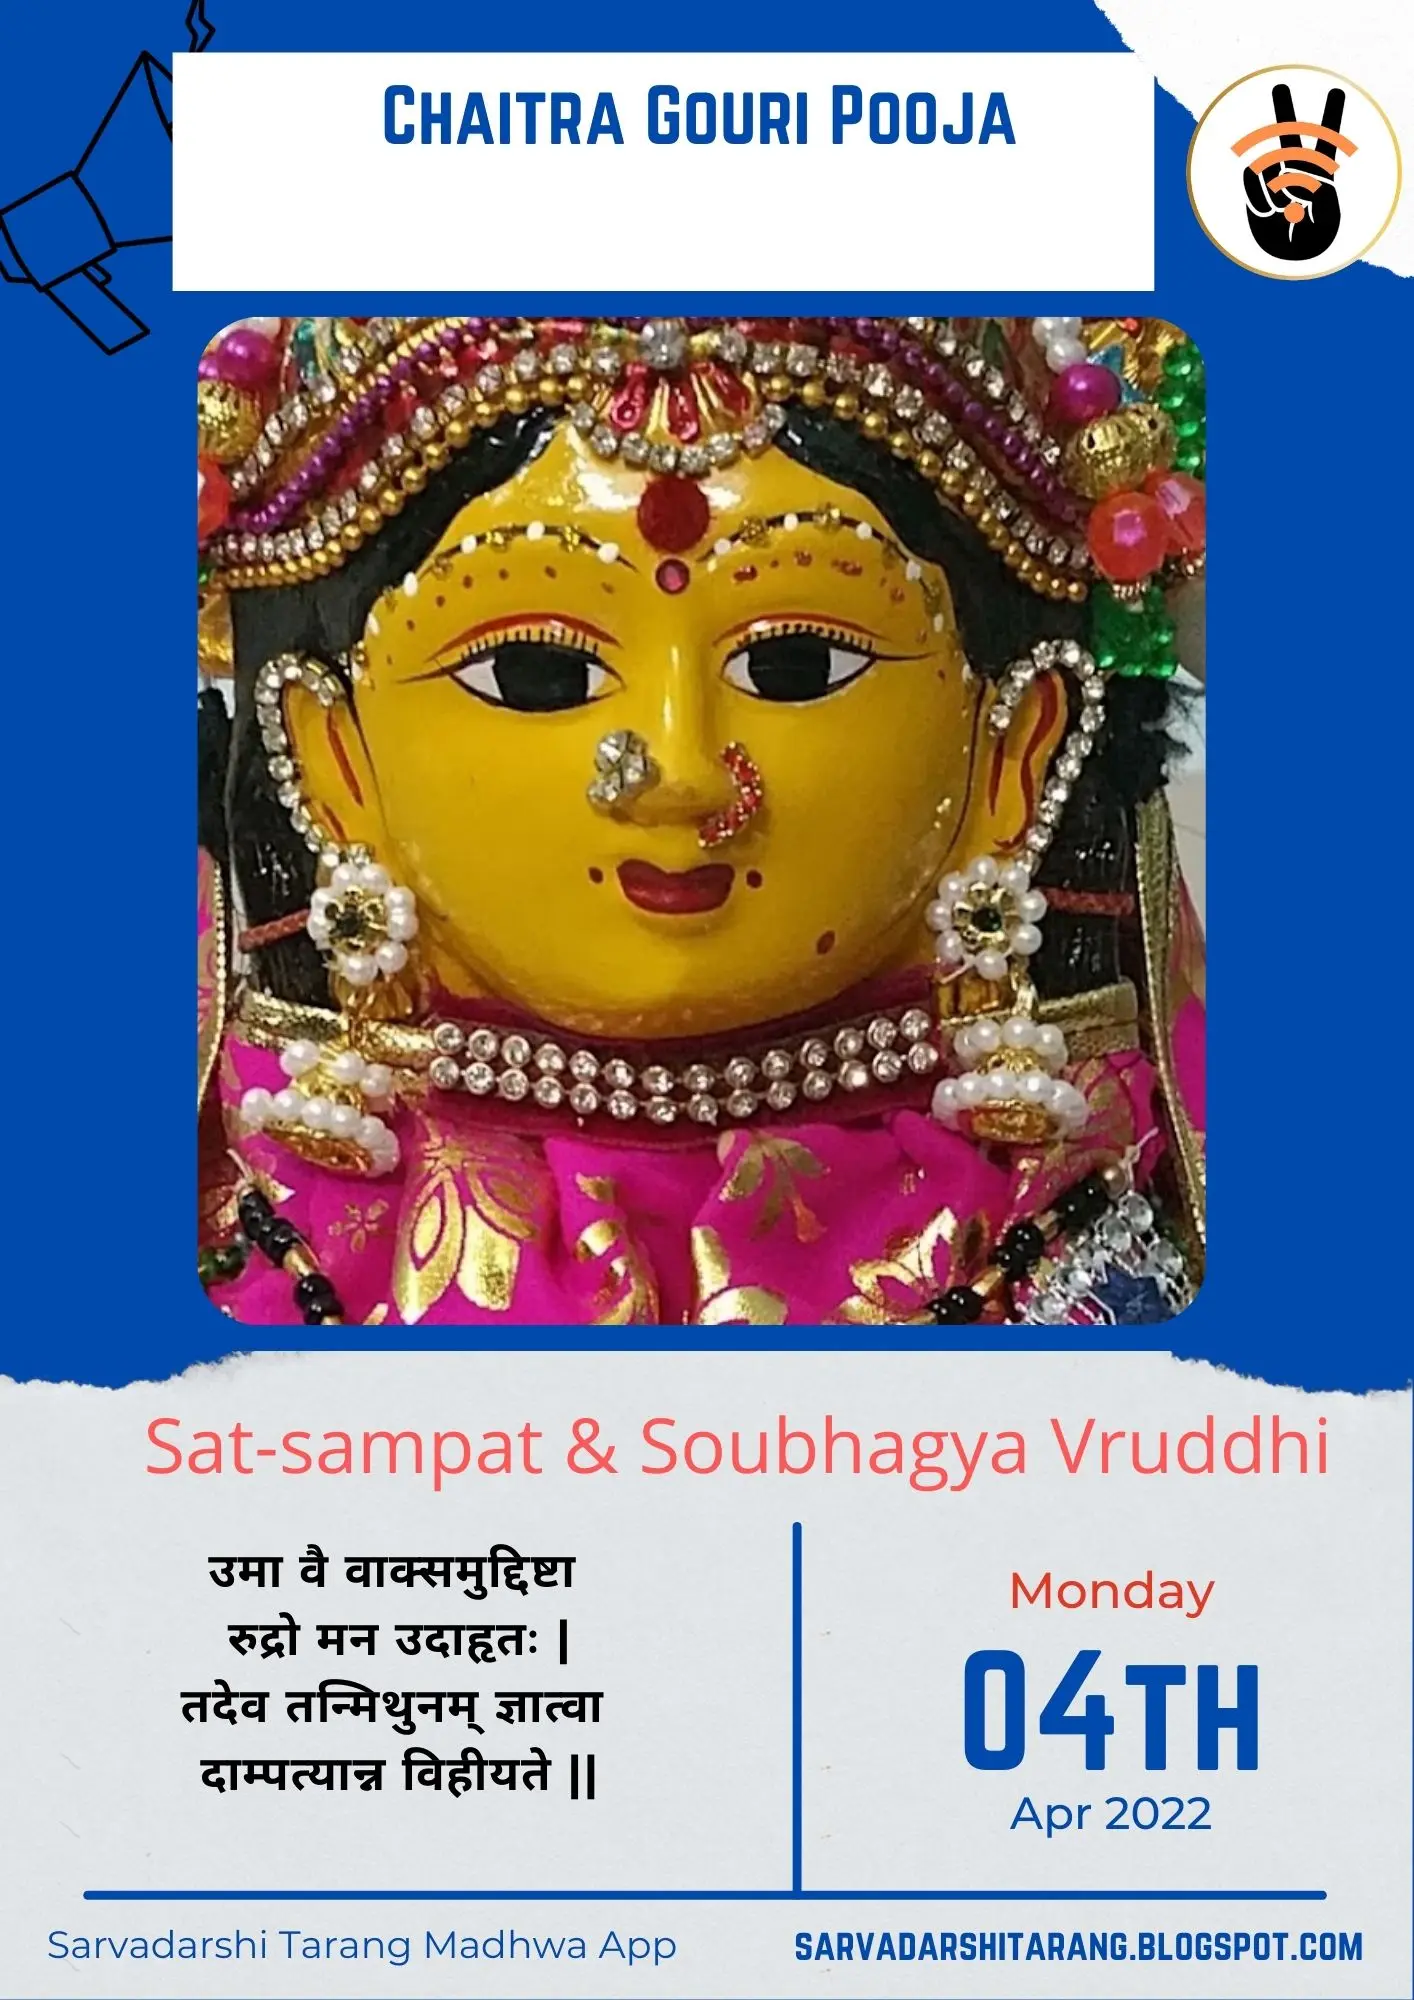 Chaitra Gouri Pooja
Sat-sampat & Soubhagya Vruddhi
उमा वै वाक्समुद्दिष्टा
रुद्रो मन उदाहृतः |
तदेव तन्मिथुनम् ज्ञात्वा
दाम्पत्यान्न विहीयते ||
Monday
04TH
Apr 2022
Sarvadarshi Tarang Madhwa App
SARVADARSHITARANG.BLOGSPOT.COM